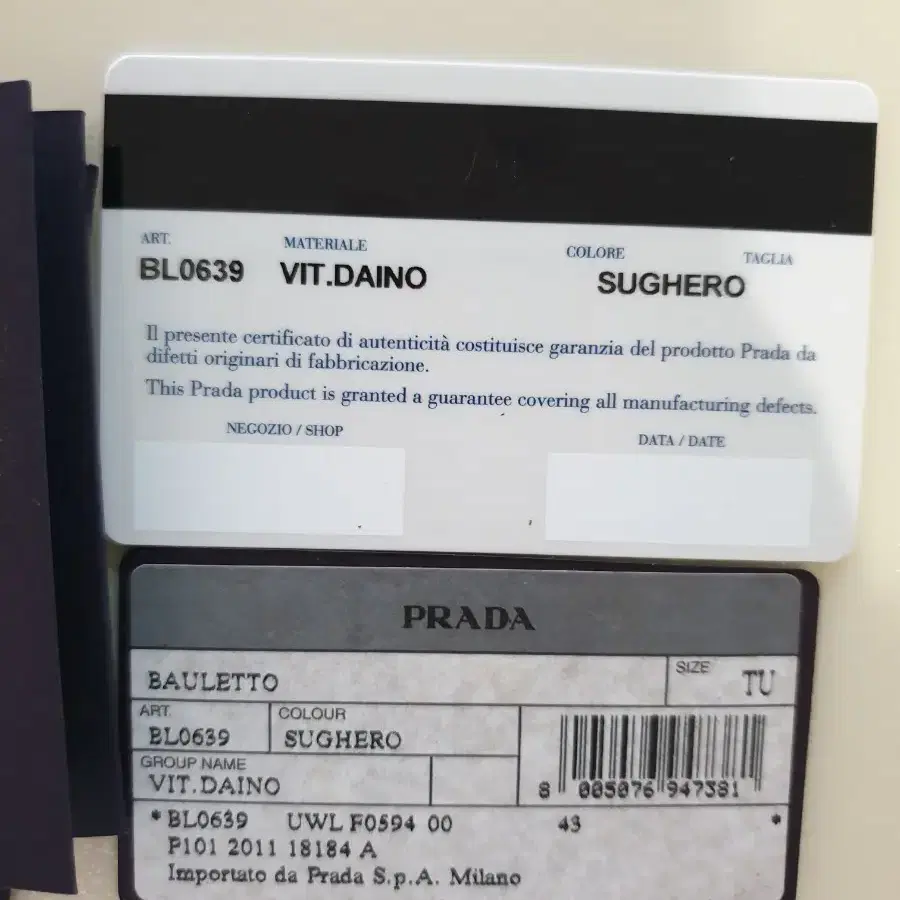 ART. MATERIALE COLORE TAGLIA
BL0639 VIT.DAINO SUGHERO
Il presente certificato di autenticità costituisce garanzia del prodotto Prada da
difetti originari di fabbricazione.
This Prada product is granted a guarantee covering all manufacturing defects.
NEGOZIO / SHOP DATA / DATE
PRADA
BAULETTO SIZE TU
ART. COLOUR
BL0639 SUGHERO
GROUP NAME
VIT.DAINO
8 005076 947381
*BL0639 UWL F0594 00 43 *
P101 2011 18184 A
Importato da Prada S.p.A. Milano